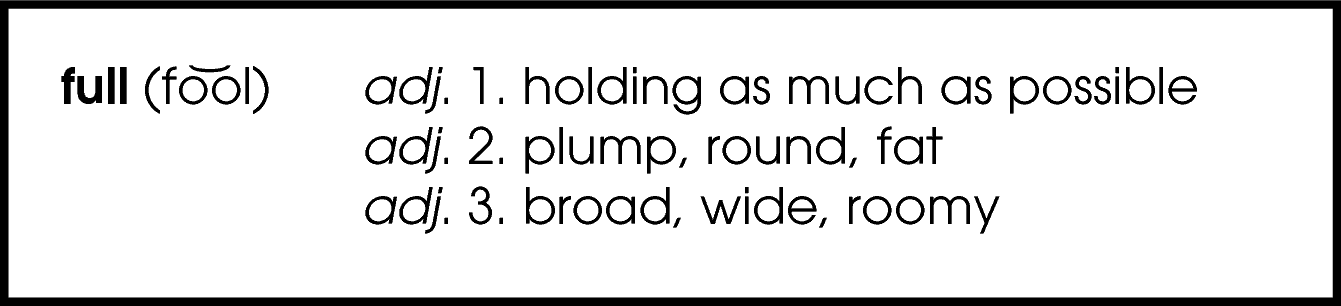 full (fo͝ol) adj. 1. holding as much as possible
adj. 2. plump, round, fat
adj. 3. broad, wide, roomy